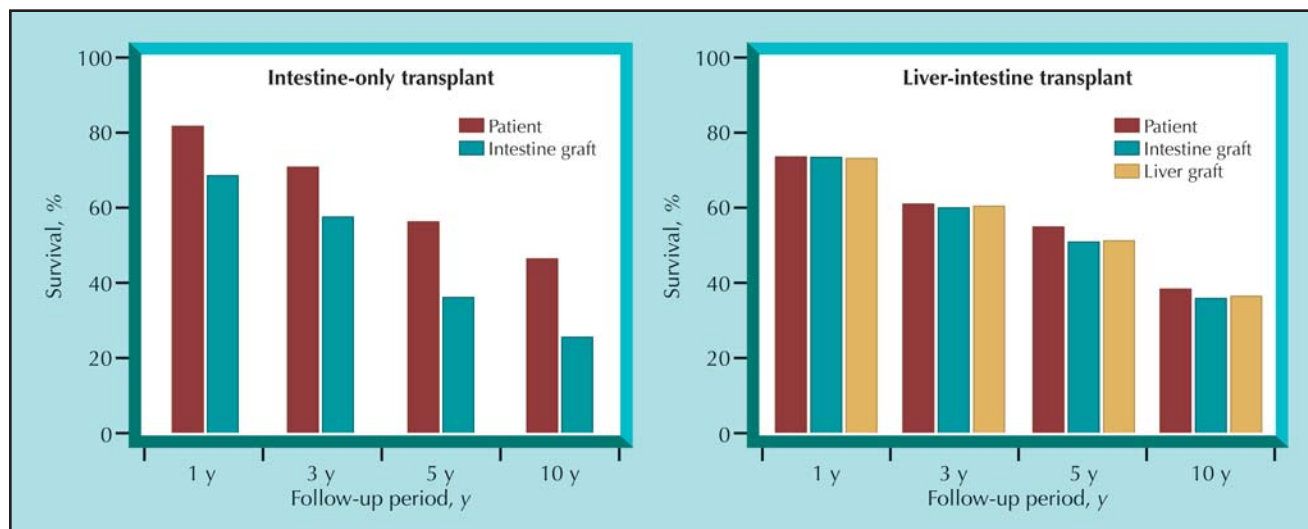 Intestine-only transplant
Patient
Intestine graft
100
80
60
40
20
0
Survival, %
1 y 3 y 5 y 10 y
Follow-up period, y
Liver-intestine transplant
Patient
Intestine graft
Liver graft
100
80
60
40
20
0
Survival, %
1 y 3 y 5 y 10 y
Follow-up period, y